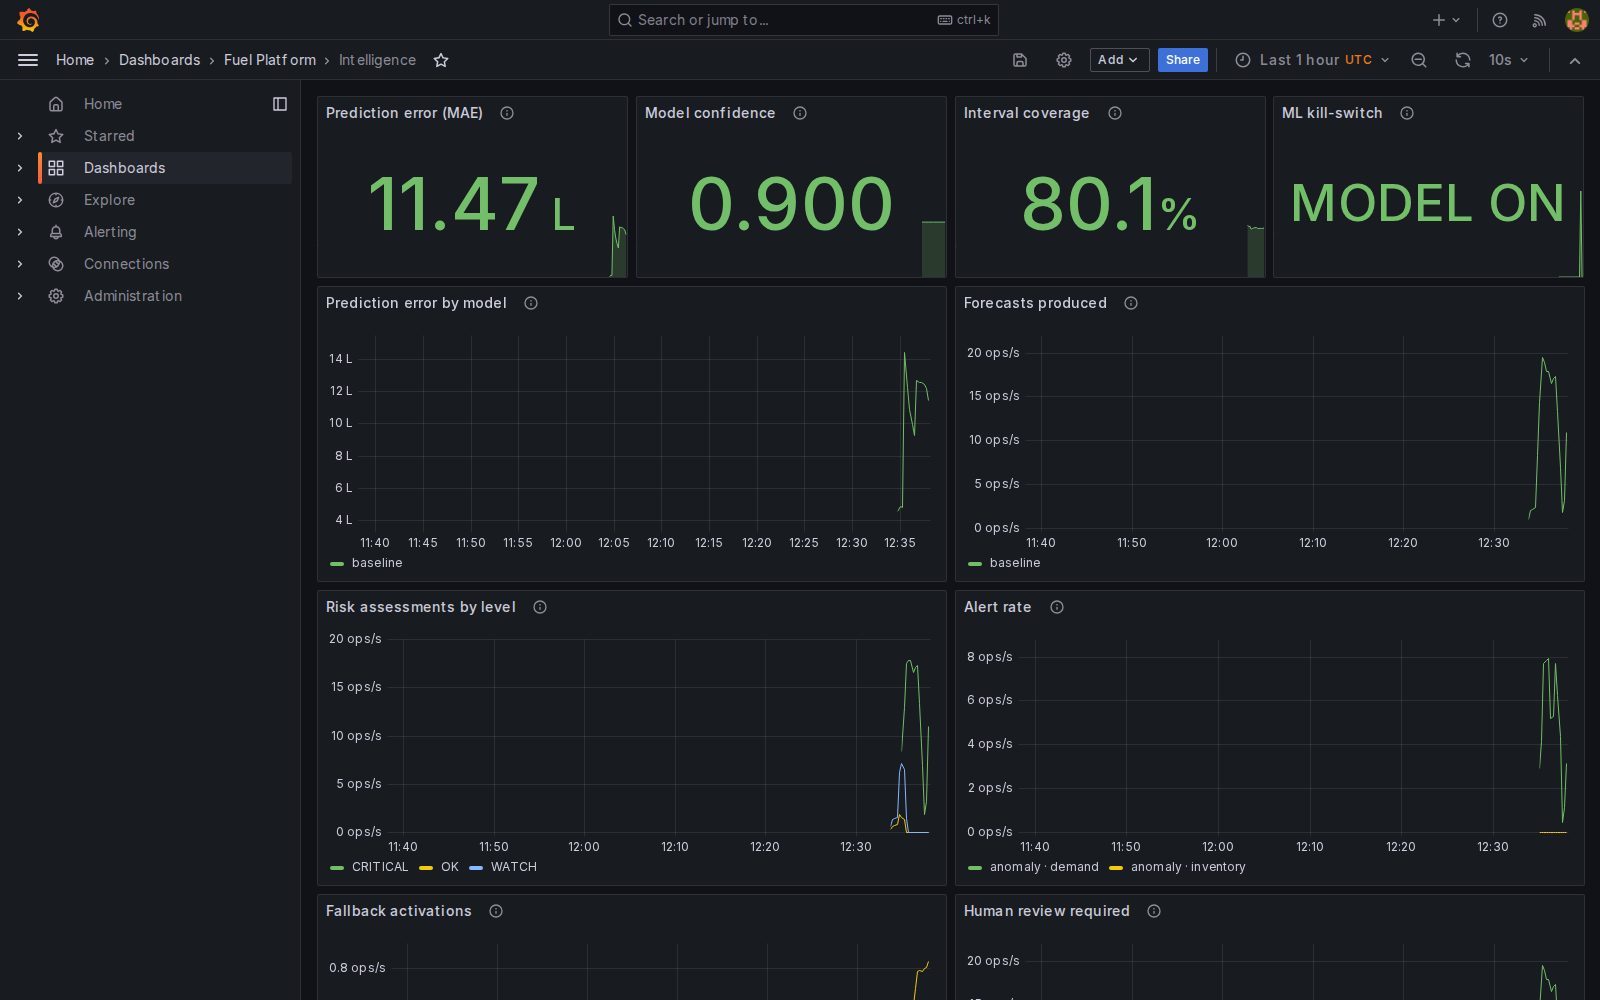 Search or jump to...
ctrl+k
Home › Dashboards › Fuel Platform › Intelligence
Add
Share
Last 1 hour UTC
10s
Home
Starred
Dashboards
Explore
Alerting
Connections
Administration
Prediction error (MAE)
11.47 L
Model confidence
0.900
Interval coverage
80.1%
ML kill-switch
MODEL ON
Prediction error by model
14 L
12 L
10 L
8 L
6 L
4 L
11:40 11:45 11:50 11:55 12:00 12:05 12:10 12:15 12:20 12:25 12:30 12:35
baseline
Forecasts produced
20 ops/s
15 ops/s
10 ops/s
5 ops/s
0 ops/s
11:40 11:50 12:00 12:10 12:20 12:30
baseline
Risk assessments by level
20 ops/s
15 ops/s
10 ops/s
5 ops/s
0 ops/s
11:40 11:50 12:00 12:10 12:20 12:30
CRITICAL OK WATCH
Alert rate
8 ops/s
6 ops/s
4 ops/s
2 ops/s
0 ops/s
11:40 11:50 12:00 12:10 12:20 12:30
anomaly · demand anomaly · inventory
Fallback activations
0.8 ops/s
Human review required
20 ops/s